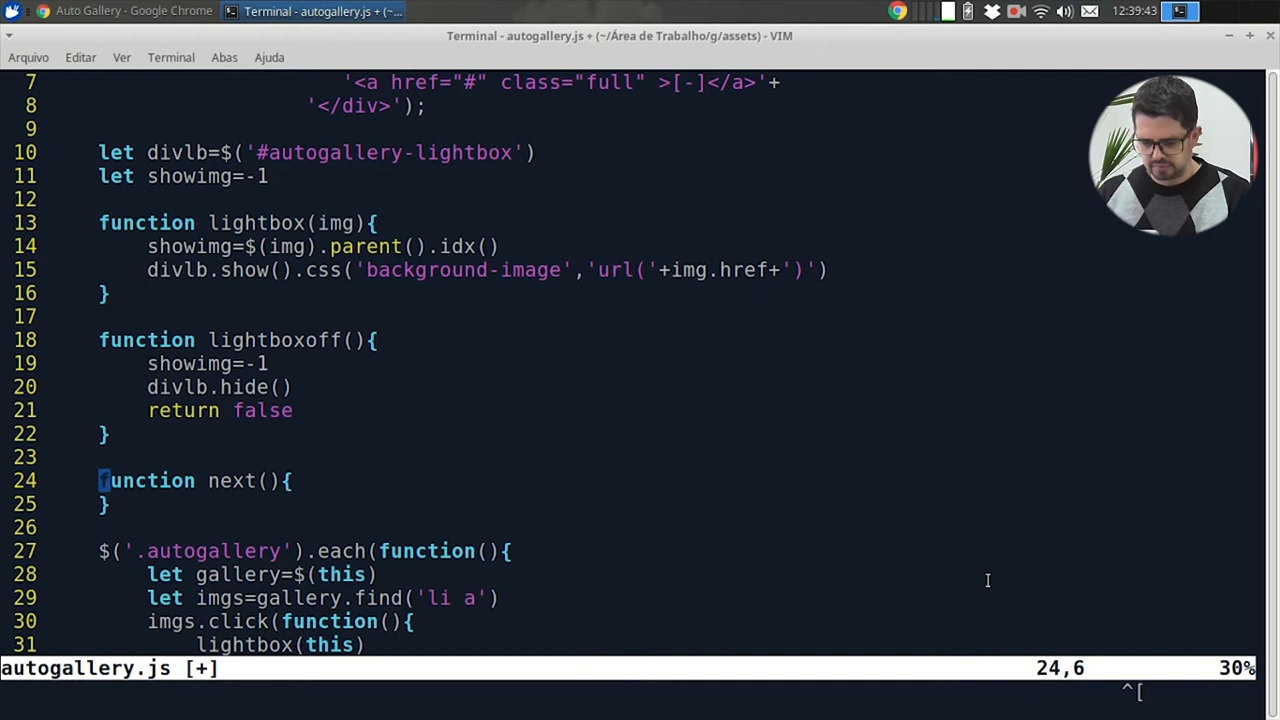 Auto Gallery - Google Chrome
Terminal - autogallery.js + (~...
12:39:43
Terminal - autogallery.js + (~/Área de Trabalho/g/assets) - VIM
Arquivo Editar Ver Terminal Abas Ajuda
7 '<a href="#" class="full" >[-]</a>'+
8 '</div>');
9
10 let divlb=$('#autogallery-lightbox')
11 let showimg=-1
12
13 function lightbox(img){
14 showimg=$(img).parent().idx()
15 divlb.show().css('background-image','url('+img.href+')')
16 }
17
18 function lightboxoff(){
19 showimg=-1
20 divlb.hide()
21 return false
22 }
23
24 function next(){
25 }
26
27 $('.autogallery').each(function(){
28 let gallery=$(this)
29 let imgs=gallery.find('li a')
30 imgs.click(function(){
31 lightbox(this)
autogallery.js [+] 24,6 30%
^[